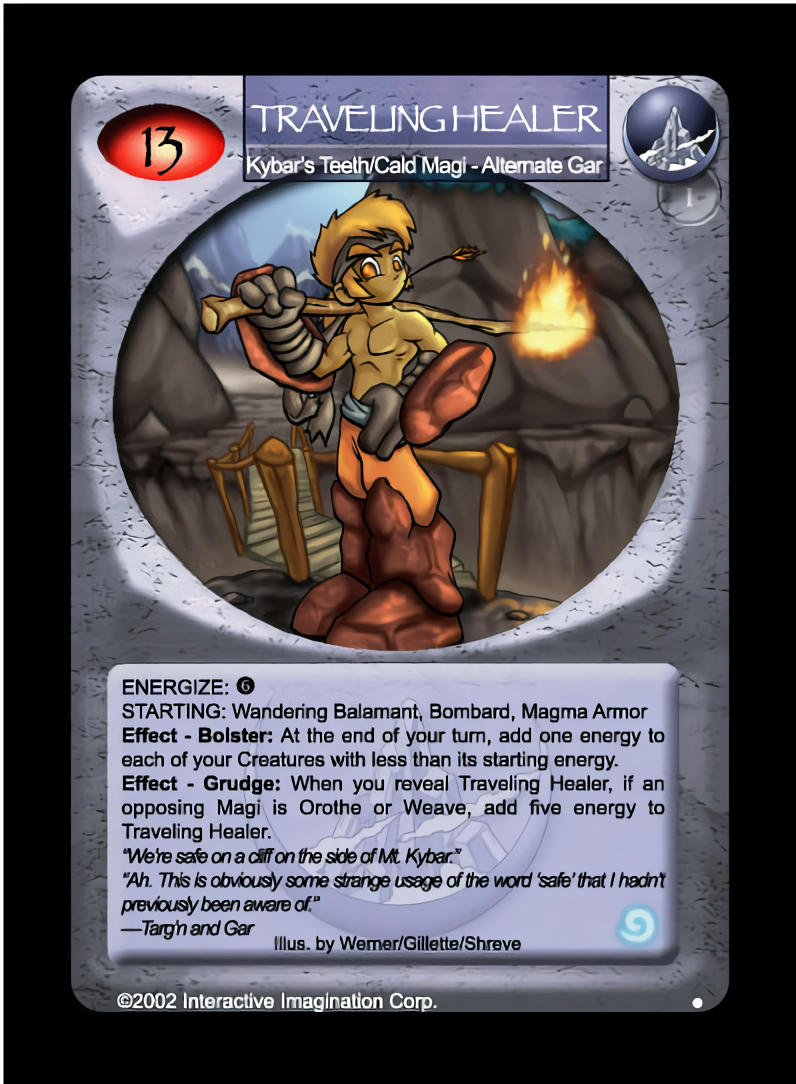 13
TRAVELING HEALER
Kybar's Teeth/Cald Magi - Alternate Gar
I
ENERGIZE: 6
STARTING: Wandering Balamant, Bombard, Magma Armor
Effect - Bolster: At the end of your turn, add one energy to
each of your Creatures with less than its starting energy.
Effect - Grudge: When you reveal Traveling Healer, if an
opposing Magi is Orothe or Weave, add five energy to
Traveling Healer.
"We're safe on a cliff on the side of Mt. Kybar."
"Ah. This is obviously some strange usage of the word 'safe' that I hadn't
previously been aware of."
—Targ'n and Gar
Illus. by Werner/Gillette/Shreve
©2002 Interactive Imagination Corp.